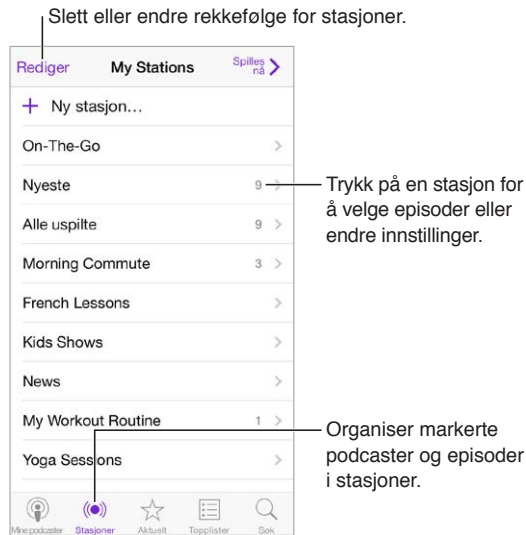 Slett eller endre rekkefølge for stasjoner.
Rediger My Stations Spilles nå
+ Ny stasjon…
On-The-Go
Nyeste 9
Trykk på en stasjon for
å velge episoder eller
endre innstillinger.
Alle uspilte 9
Morning Commute 3
French Lessons
Kids Shows
News
My Workout Routine 1
Organiser markerte
podcaster og episoder
i stasjoner.
Yoga Sessions
Mine podcaster Stasjoner Aktuelt Topplister Søk